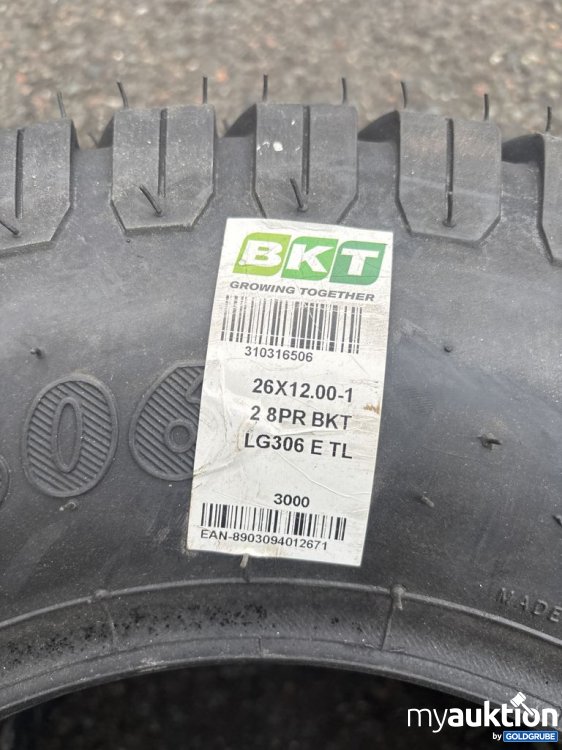 BKT
GROWING TOGETHER
310316506
26X12.00-1
2 8PR BKT
LG306 E TL
3000
EAN-8903094012671
06
MADE
myauktion
by GOLDGRUBE